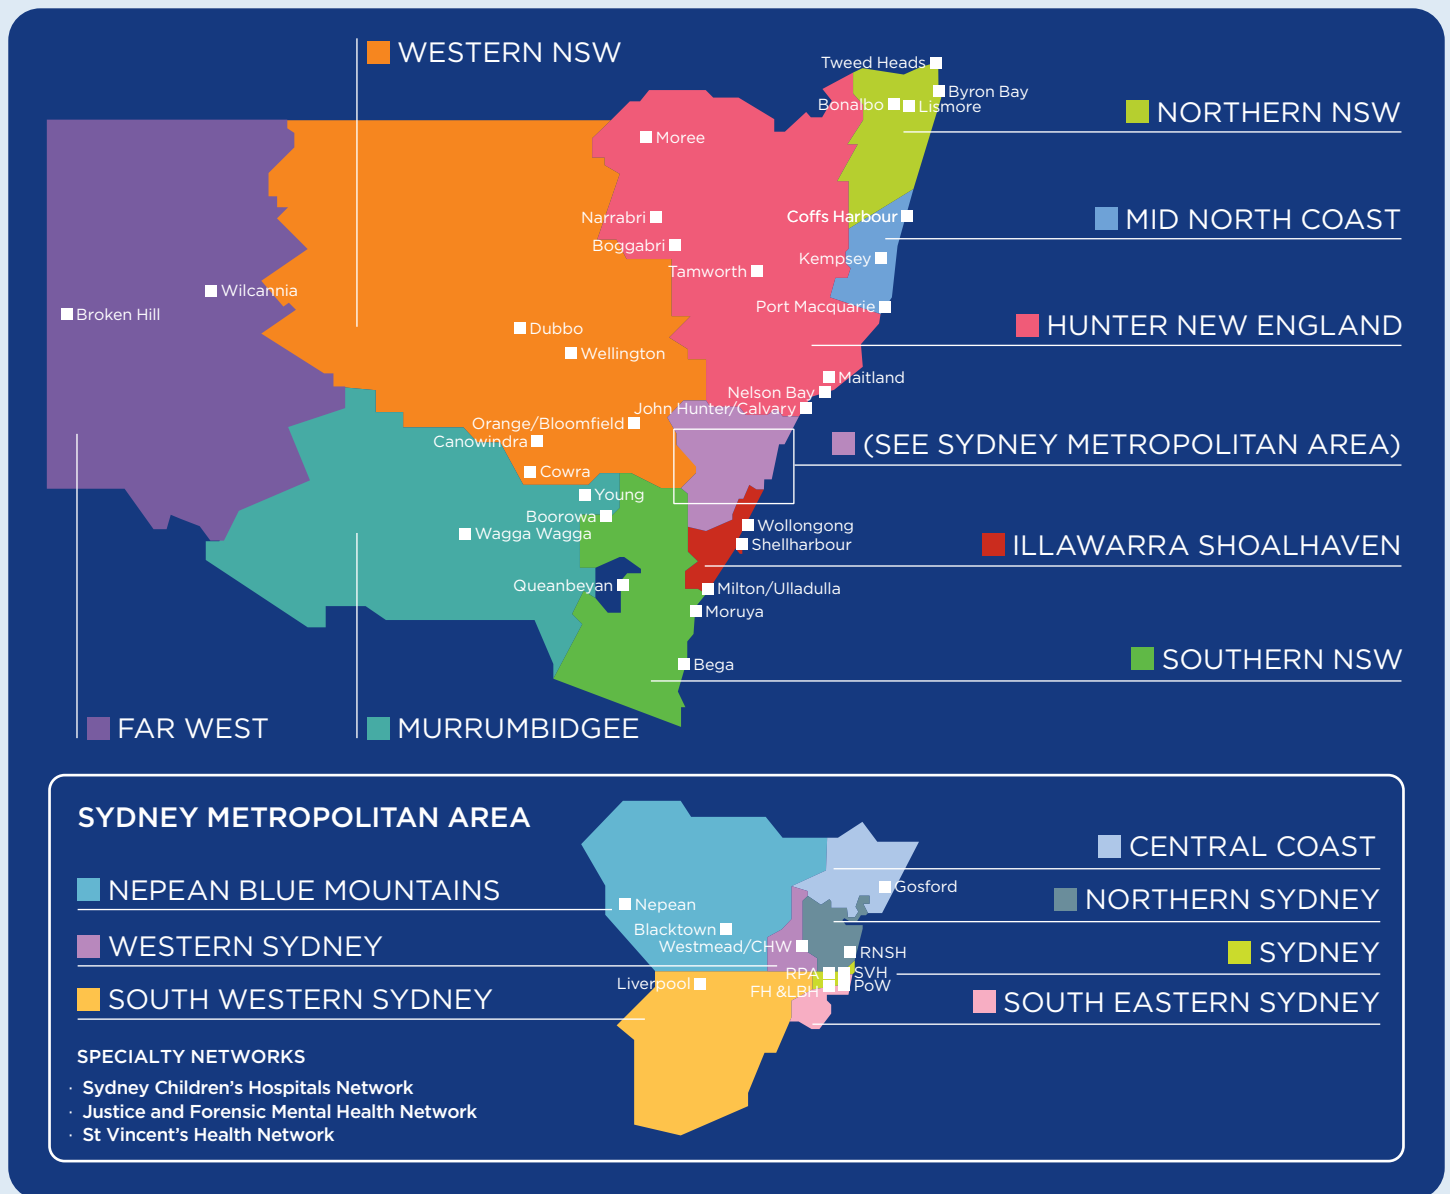 WESTERN NSW
Tweed Heads
Byron Bay
Bonalbo
Lismore
NORTHERN NSW
Moree
Narrabri
Coffs Harbour
MID NORTH COAST
Boggabri
Kempsey
Tamworth
Wilcannia
Port Macquarie
Broken Hill
Dubbo
HUNTER NEW ENGLAND
Wellington
Maitland
Nelson Bay
John Hunter/Calvary
Orange/Bloomfield
Canowindra
(SEE SYDNEY METROPOLITAN AREA)
Cowra
Young
Boorowa
Wollongong
Wagga Wagga
Shellharbour
ILLAWARRA SHOALHAVEN
Queanbeyan
Milton/Ulladulla
Moruya
Bega
SOUTHERN NSW
FAR WEST
MURRUMBIDGEE
SYDNEY METROPOLITAN AREA
CENTRAL COAST
NEPEAN BLUE MOUNTAINS
Gosford
Nepean
NORTHERN SYDNEY
Blacktown
WESTERN SYDNEY
Westmead/CHW
RNSH
SYDNEY
RPA
SVH
Liverpool
FH &LBH
PoW
SOUTH WESTERN SYDNEY
SOUTH EASTERN SYDNEY
SPECIALTY NETWORKS
· Sydney Children's Hospitals Network
· Justice and Forensic Mental Health Network
· St Vincent's Health Network